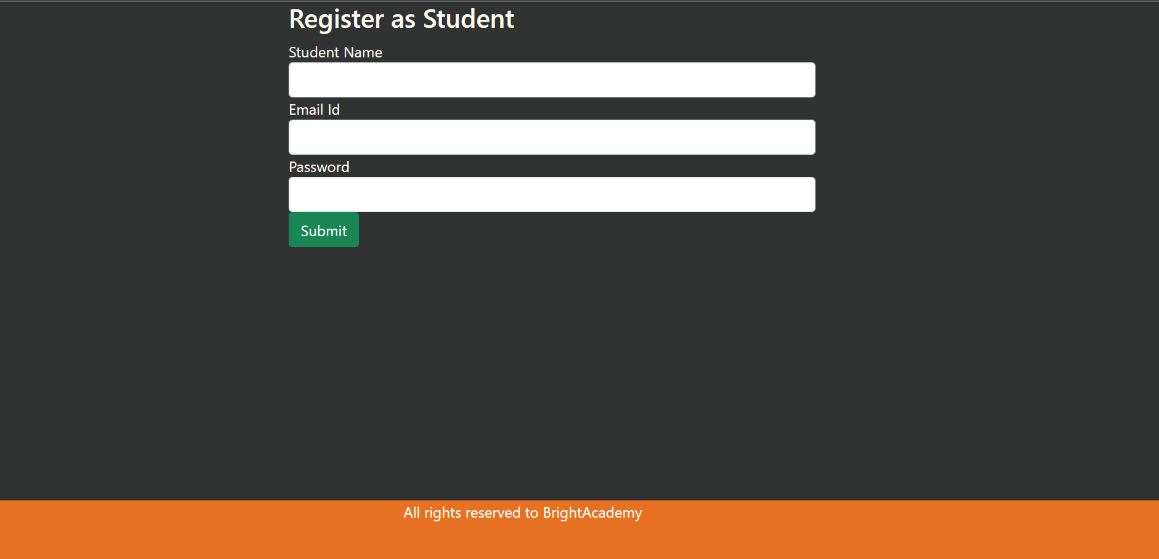 Register as Student
Student Name
Email Id
Password
Submit
All rights reserved to BrightAcademy